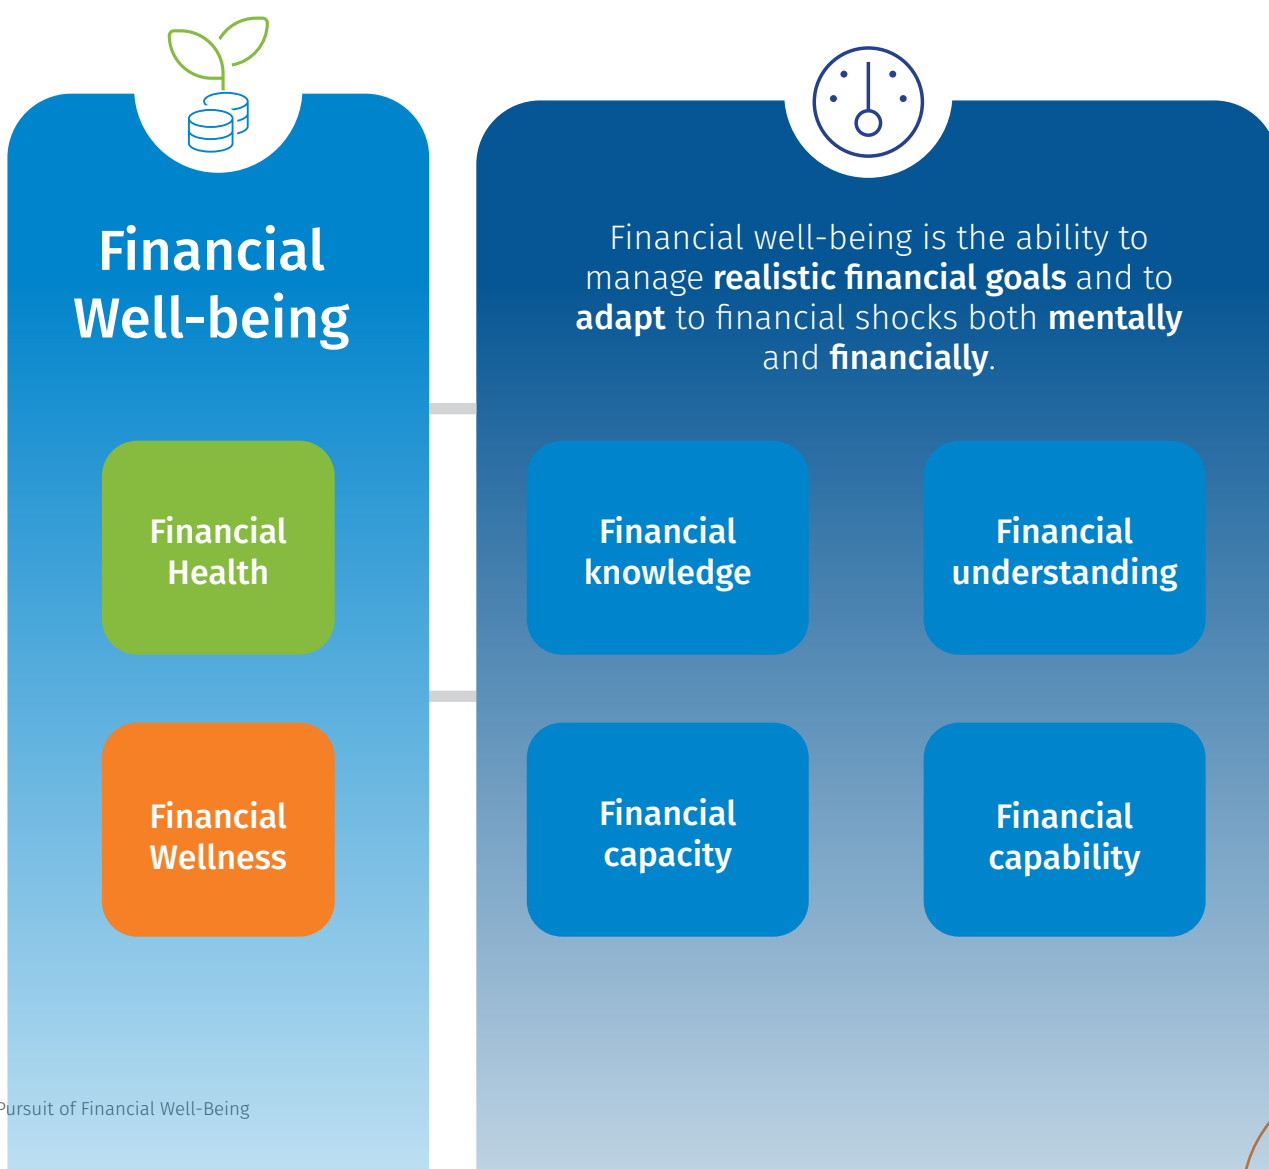 Financial
Well-being
Financial
Health
Financial
Wellness
Financial well-being is the ability to
manage realistic financial goals and to
adapt to financial shocks both mentally
and financially.
Financial
knowledge
Financial
understanding
Financial
capacity
Financial
capability
Pursuit of Financial Well-Being